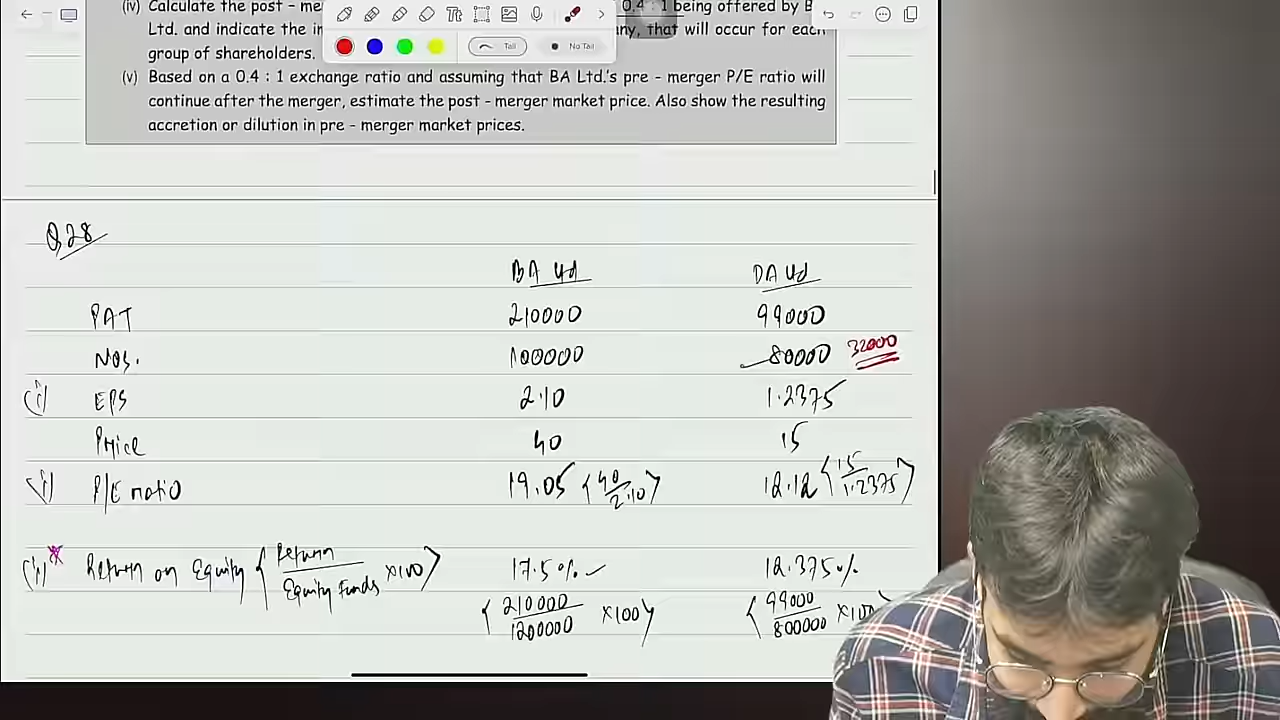 (iv) Calculate the post - me 0.4 : 1 being offered by B
Ltd. and indicate the in ny, that will occur for each
group of shareholders.
(v) Based on a 0.4 : 1 exchange ratio and assuming that BA Ltd.'s pre - merger P/E ratio will
continue after the merger, estimate the post - merger market price. Also show the resulting
accretion or dilution in pre - merger market prices.
Tail
No Tail
Q.28
BA Ltd DA Ltd
PAT 210000 99000
Nos. 100000 80000 32000
(i) EPS 2.10 1.2375
Price 40 15
P/E ratio 19.05 {40/2.10} 12.12 {15/1.2375}
Return on Equity {Return/Equity Funds ×100} 17.5% ✓ 12.375%
{210000/1200000 ×100} {99000/800000 ×100